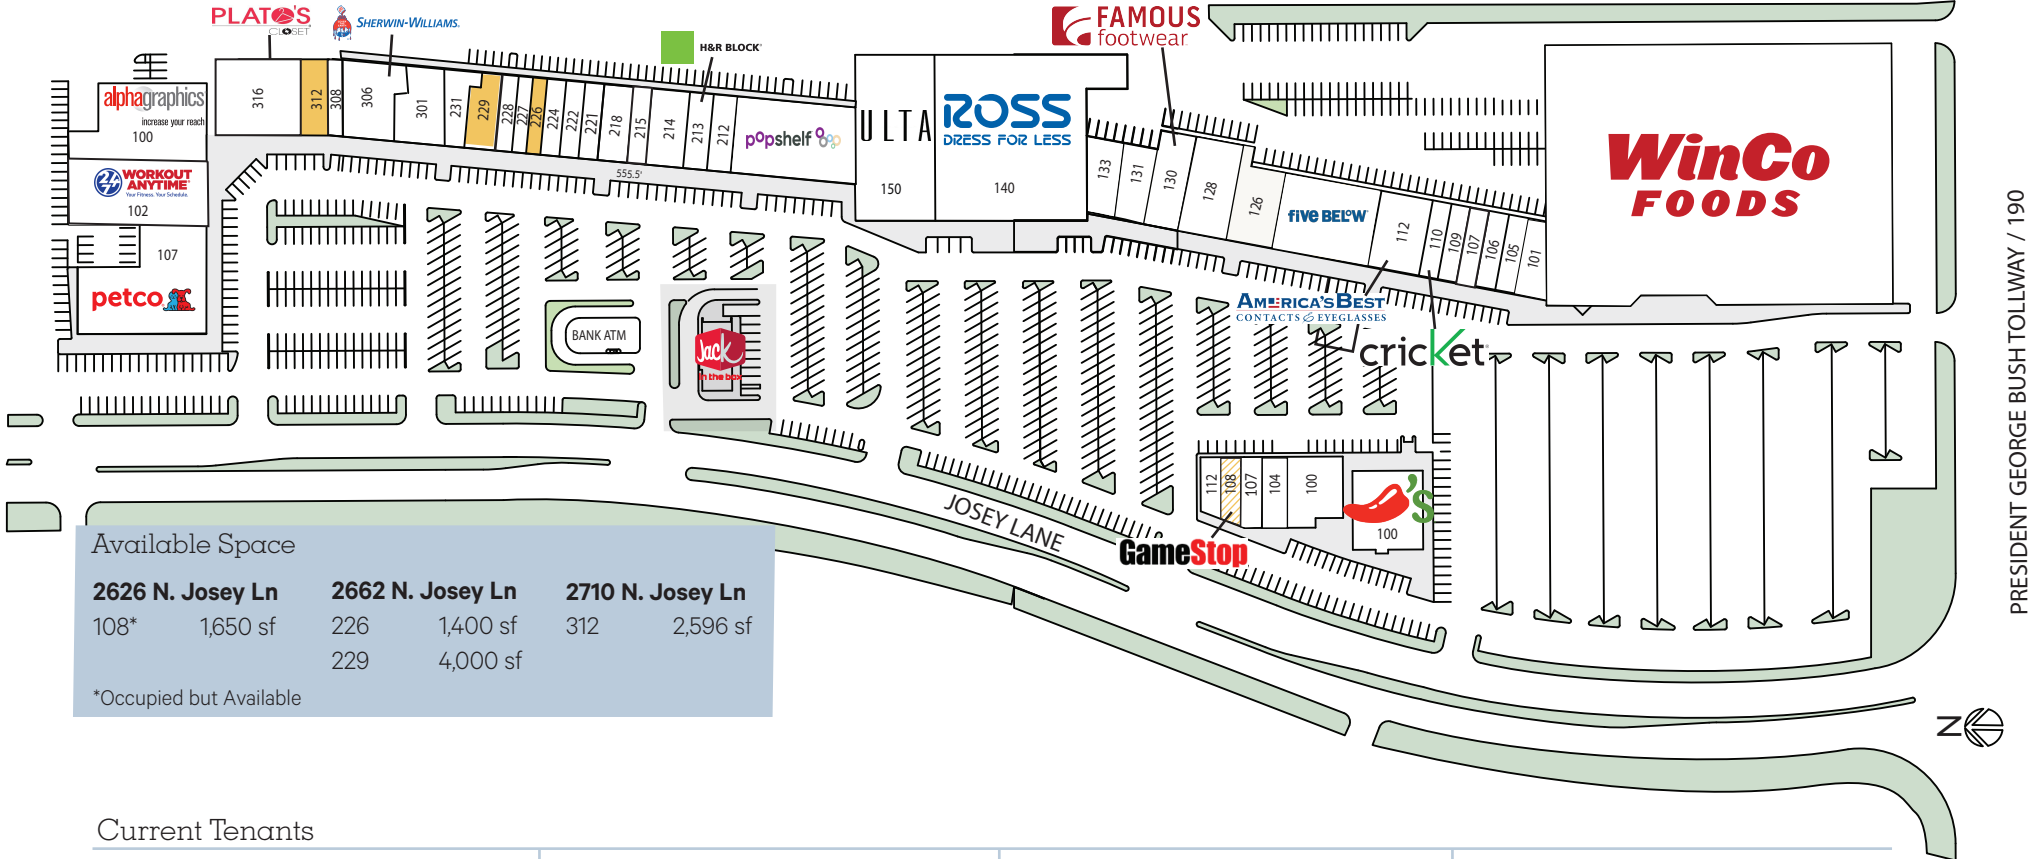 PLATO'S
CLOSET
SHERWIN-WILLIAMS.
H&R BLOCK
FAMOUS
footwear
alphagraphics
increase your reach
100
WORKOUT
ANYTIME
Your Fitness. Your Schedule.
24
102
107
petco
316
312
308
306
301
231
229
228
227
226
224
222
221
218
215
214
213
212
popshelf
555.5'
ULTA
150
ROSS
DRESS FOR LESS
140
133
131
130
128
126
five BELOW
112
110
109
107
106
105
101
WinCo
FOODS
AMERICA'S BEST
CONTACTS & EYEGLASSES
cricket
BANK ATM
Jack
in the box
112
108
107
104
100
'S
100
GameStop
JOSEY LANE
PRESIDENT GEORGE BUSH TOLLWAY / 190
N
Available Space
2626 N. Josey Ln
108* 1,650 sf
2662 N. Josey Ln
226 1,400 sf
229 4,000 sf
2710 N. Josey Ln
312 2,596 sf
*Occupied but Available
Current Tenants